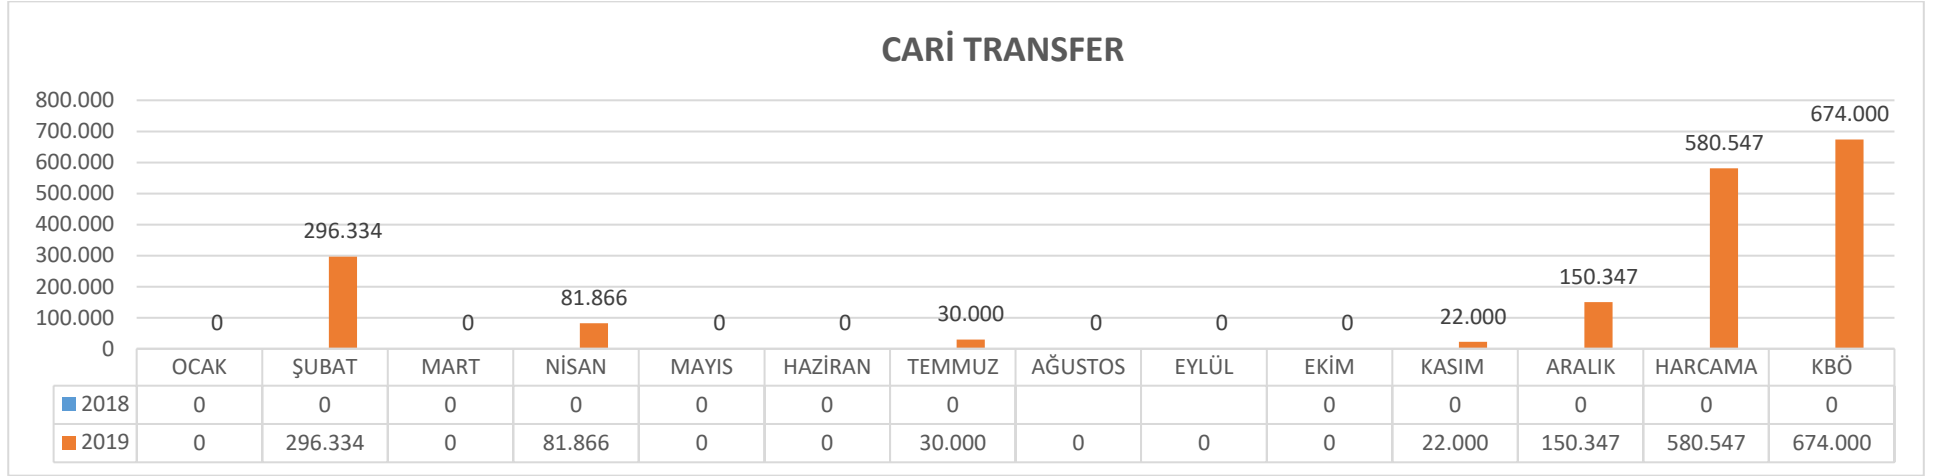 CARİ TRANSFER
800.000
700.000
600.000
500.000
400.000
300.000
200.000
100.000
0
0 296.334 0 81.866 0 0 30.000 0 0 0 22.000 150.347 580.547 674.000
OCAK ŞUBAT MART NİSAN MAYIS HAZİRAN TEMMUZ AĞUSTOS EYLÜL EKİM KASIM ARALIK HARCAMA KBÖ
2018 0 0 0 0 0 0 0 0 0 0 0 0
2019 0 296.334 0 81.866 0 0 30.000 0 0 0 22.000 150.347 580.547 674.000